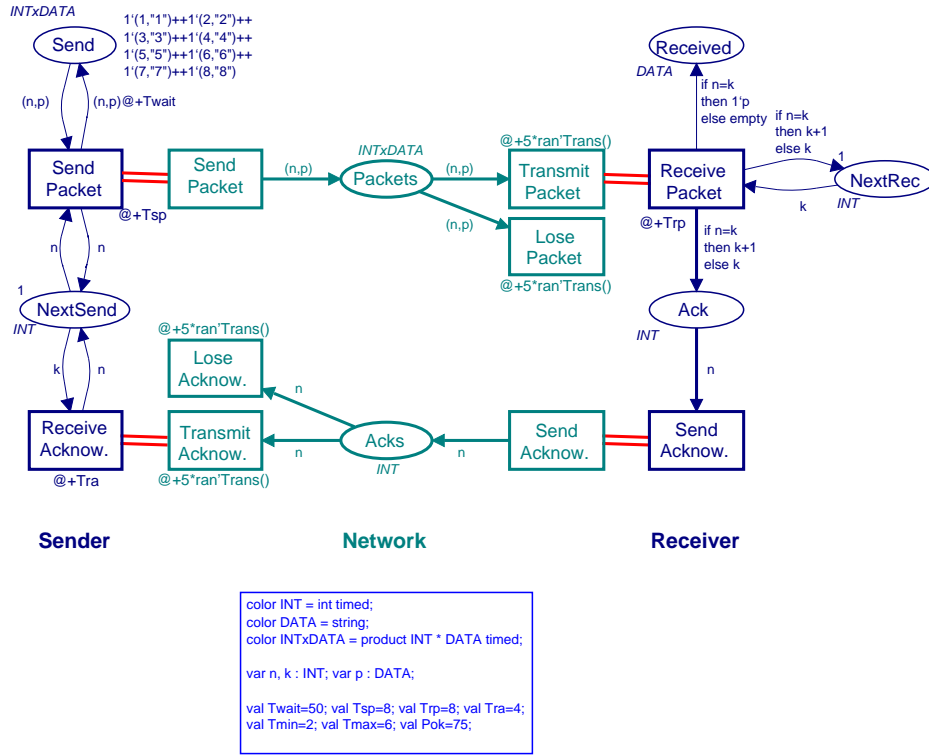 INTxDATA
Send
1'(1,"1")++1'(2,"2")++
1'(3,"3")++1'(4,"4")++
1'(5,"5")++1'(6,"6")++
1'(7,"7")++1'(8,"8")
(n,p)
(n,p)@+Twait
Send
Packet
@+Tsp
Send
Packet
(n,p)
INTxDATA
Packets
(n,p)
(n,p)
@+5*ran'Trans()
Transmit
Packet
Lose
Packet
@+5*ran'Trans()
Received
DATA
if n=k
then 1'p
else empty
Receive
Packet
@+Trp
if n=k
then k+1
else k
1
NextRec
INT
k
if n=k
then k+1
else k
Ack
INT
n
n
n
1
NextSend
INT
k
n
Receive
Acknow.
@+Tra
@+5*ran'Trans()
Lose
Acknow.
n
Transmit
Acknow.
@+5*ran'Trans()
n
Acks
INT
n
Send
Acknow.
Send
Acknow.
Sender
Network
Receiver
color INT = int timed;
color DATA = string;
color INTxDATA = product INT * DATA timed;
var n, k : INT; var p : DATA;
val Twait=50; val Tsp=8; val Trp=8; val Tra=4;
val Tmin=2; val Tmax=6; val Pok=75;